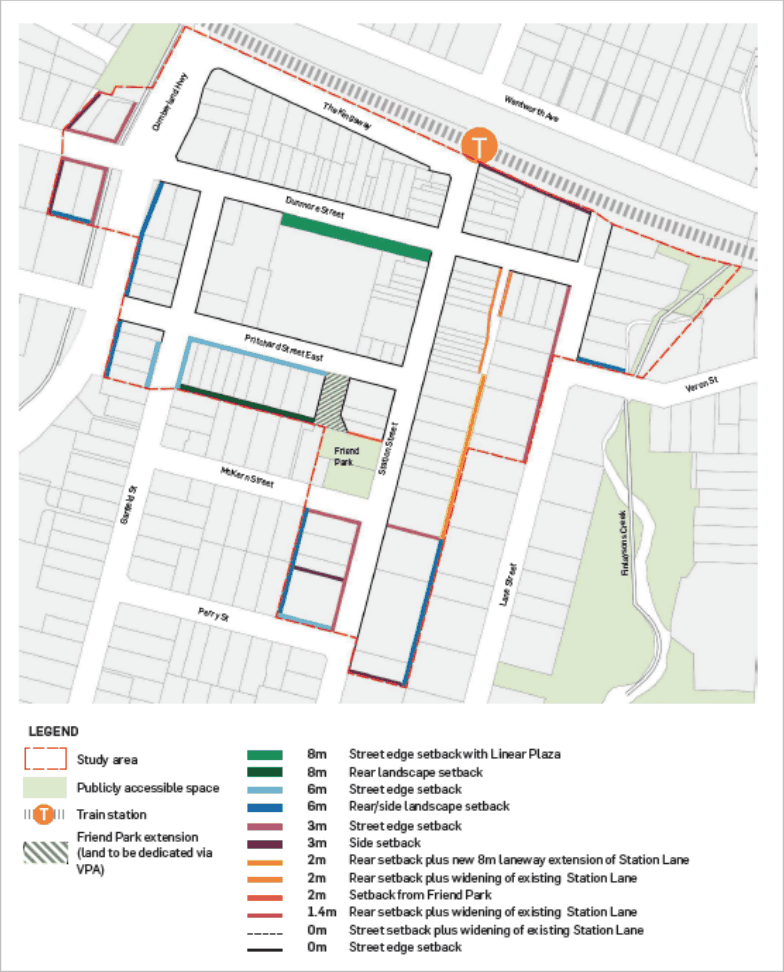 Wentworth Ave
Cumberland Hwy
The Kingsway
T
Dunmore Street
Pritchard Street East
Veron St
Friend
Park
Station Street
McKern Street
Garfield St
Finlaysons Creek
Lane Street
Perry St
LEGEND
Study area
Publicly accessible space
T Train station
Friend Park extension
(land to be dedicated via
VPA)
8m Street edge setback with Linear Plaza
8m Rear landscape setback
6m Street edge setback
6m Rear/side landscape setback
3m Street edge setback
3m Side setback
2m Rear setback plus new 8m laneway extension of Station Lane
2m Rear setback plus widening of existing Station Lane
2m Setback from Friend Park
1.4m Rear setback plus widening of existing Station Lane
0m Street setback plus widening of existing Station Lane
0m Street edge setback